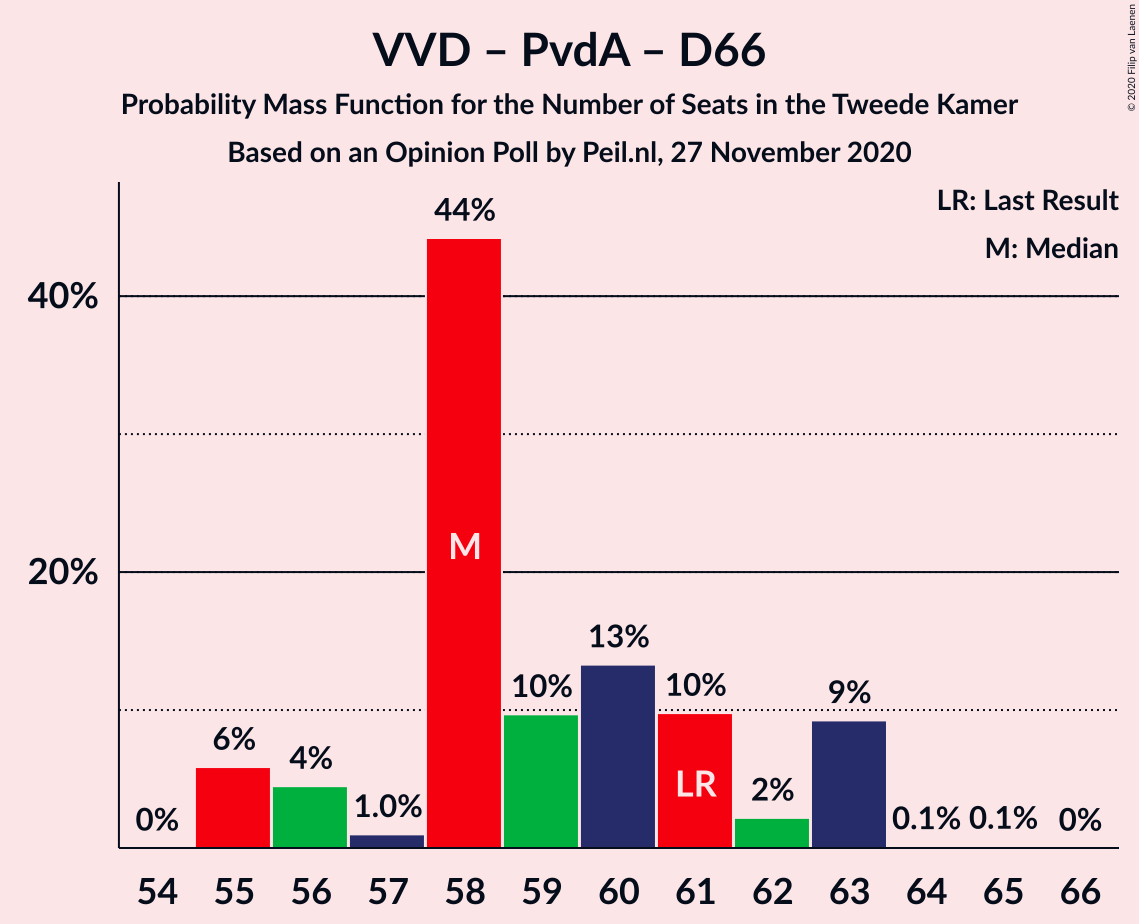 VVD – PvdA – D66
Probability Mass Function for the Number of Seats in the Tweede Kamer
Based on an Opinion Poll by Peil.nl, 27 November 2020
© 2020 Filip van Laenen
LR: Last Result
M: Median
40%
20%
0%
6%
4%
1.0%
44%
10%
13%
10%
2%
9%
0.1%
0.1%
0%
M
LR
54 55 56 57 58 59 60 61 62 63 64 65 66